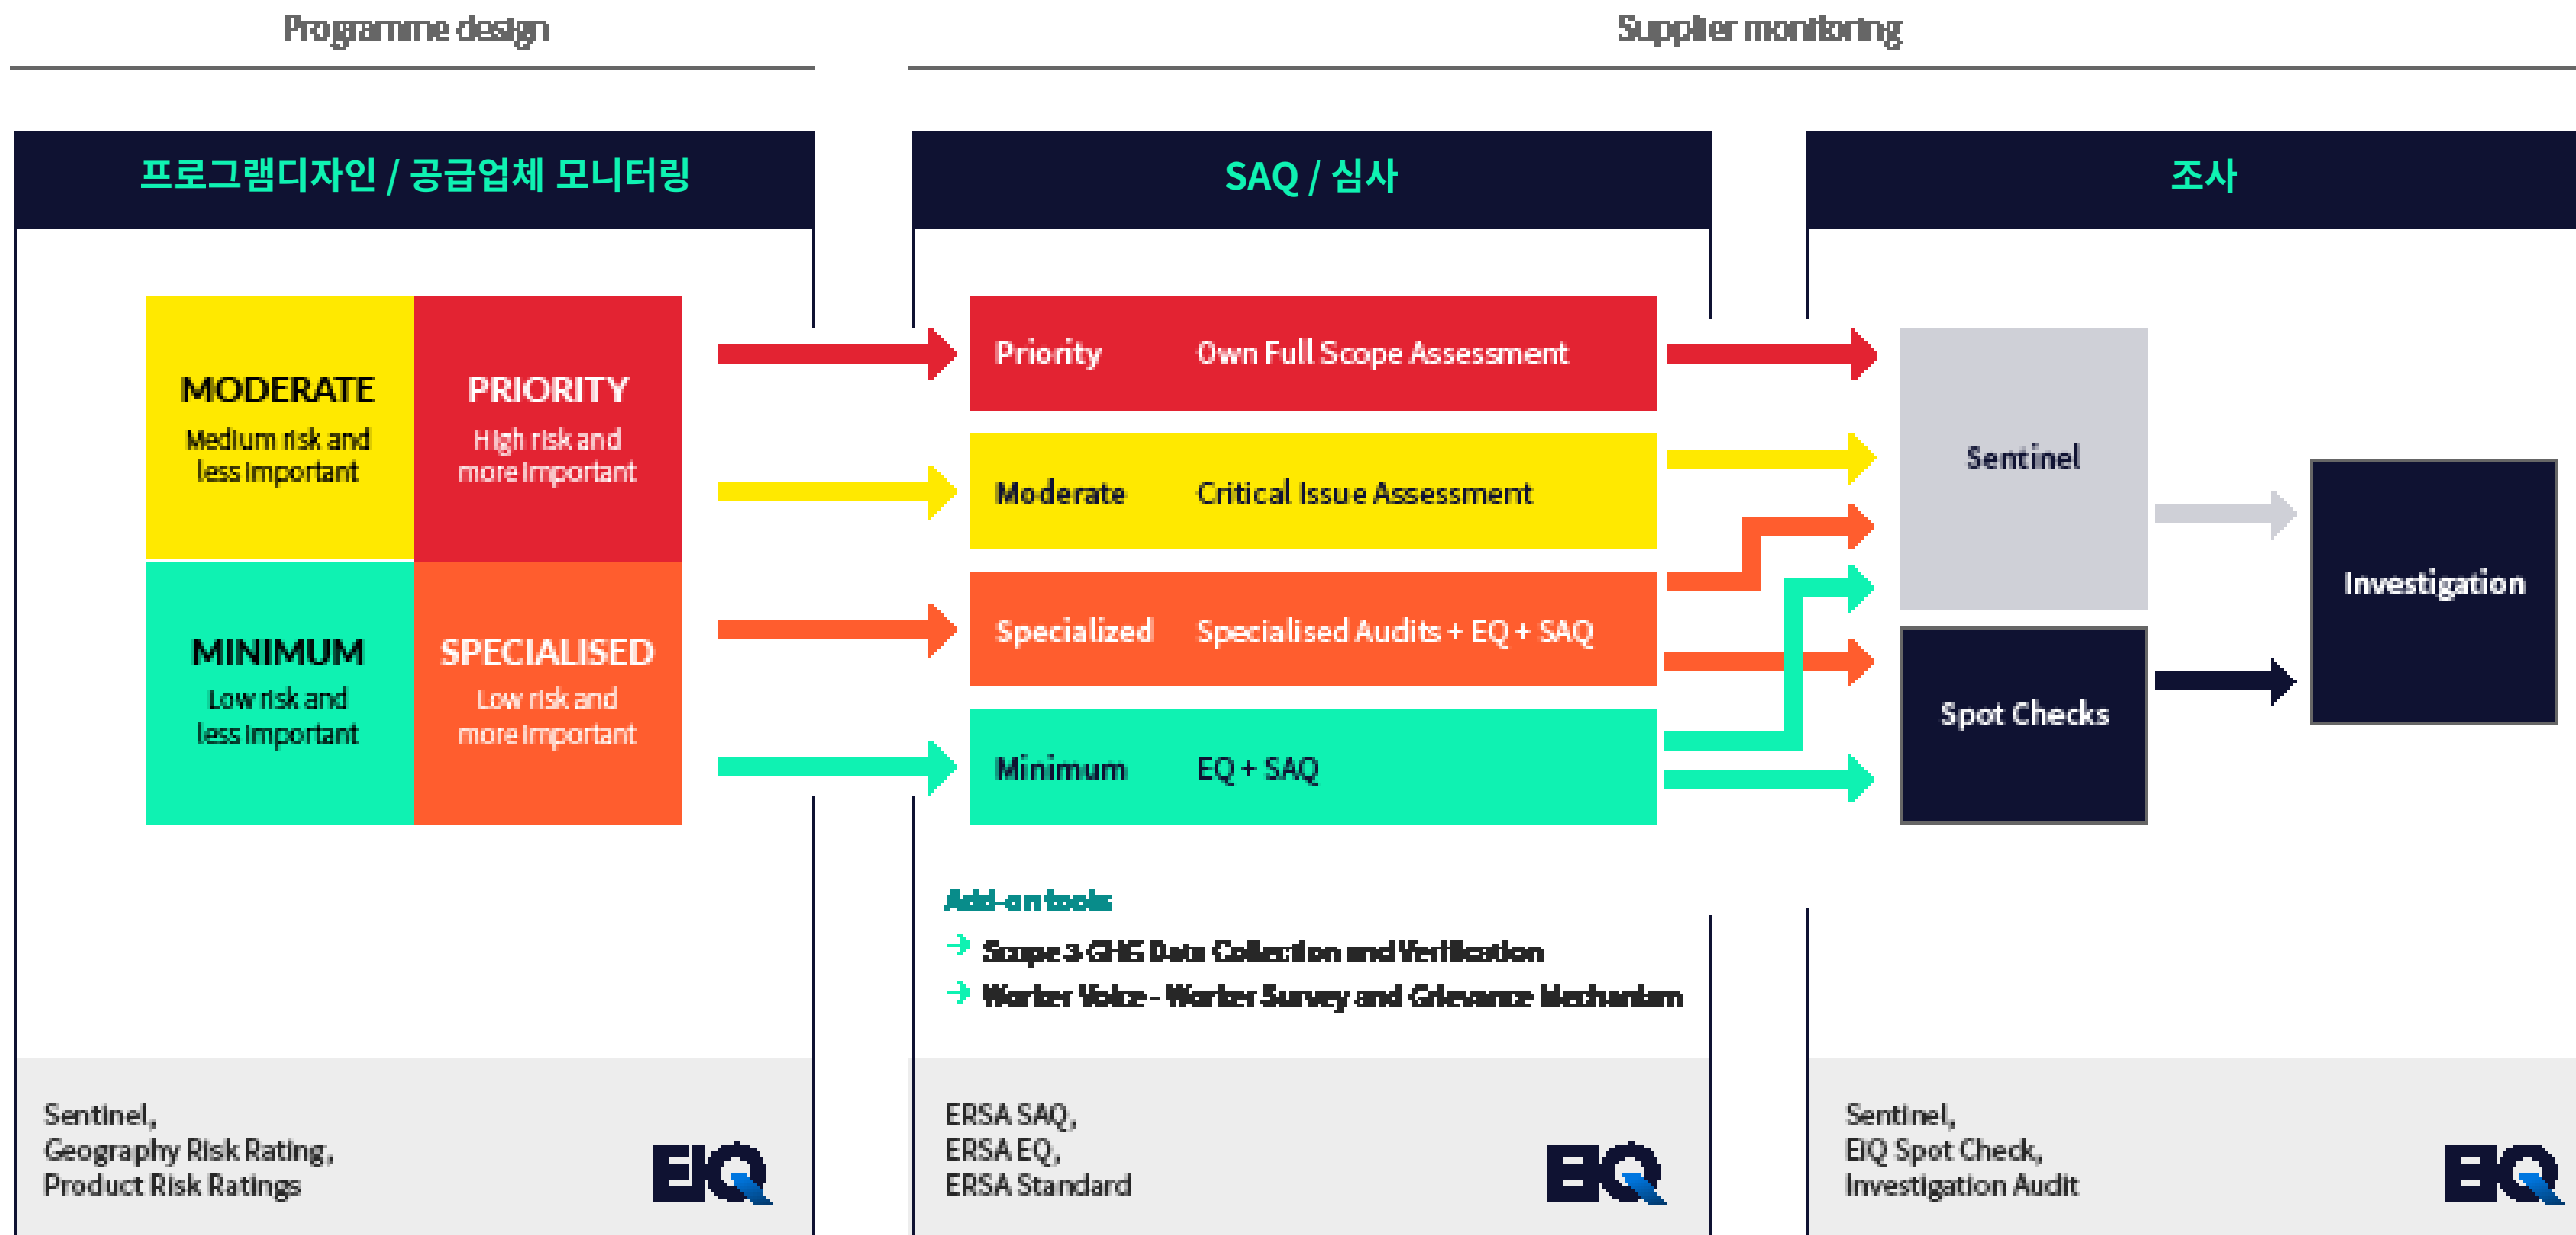 Programme design
Supplier monitoring
프로그램디자인 / 공급업체 모니터링
MODERATE
Medium risk and
less important
PRIORITY
High risk and
more important
MINIMUM
Low risk and
less important
SPECIALISED
Low risk and
more important
Sentinel,
Geography Risk Rating,
Product Risk Ratings
EIQ
SAQ / 심사
Priority Own Full Scope Assessment
Moderate Critical Issue Assessment
Specialized Specialised Audits + EQ + SAQ
Minimum EQ + SAQ
Add-on tools
Scope 3 GHG Data Collection and Verification
Worker Voice - Worker Survey and Grievance Mechanism
ERSA SAQ,
ERSA EQ,
ERSA Standard
EIQ
조사
Sentinel
Spot Checks
Investigation
Sentinel,
EIQ Spot Check,
Investigation Audit
EIQ